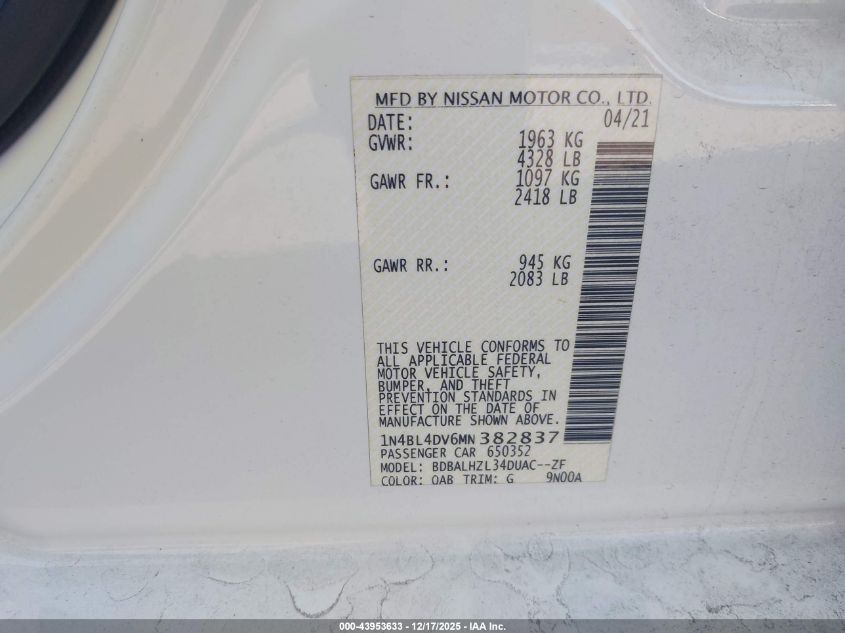 MFD BY NISSAN MOTOR CO., LTD.
DATE: 04/21
GVWR: 1963 KG
4328 LB
GAWR FR.: 1097 KG
2418 LB
GAWR RR.: 945 KG
2083 LB
THIS VEHICLE CONFORMS TO
ALL APPLICABLE FEDERAL
MOTOR VEHICLE SAFETY,
BUMPER, AND THEFT
PREVENTION STANDARDS IN
EFFECT ON THE DATE OF
MANUFACTURE SHOWN ABOVE.
1N4BL4DV6MN382837
PASSENGER CAR 650352
MODEL: BDBALHZL34DUAC--ZF
COLOR: QAB TRIM: G 9N00A
000-43953633 - 12/17/2025 - IAA Inc.